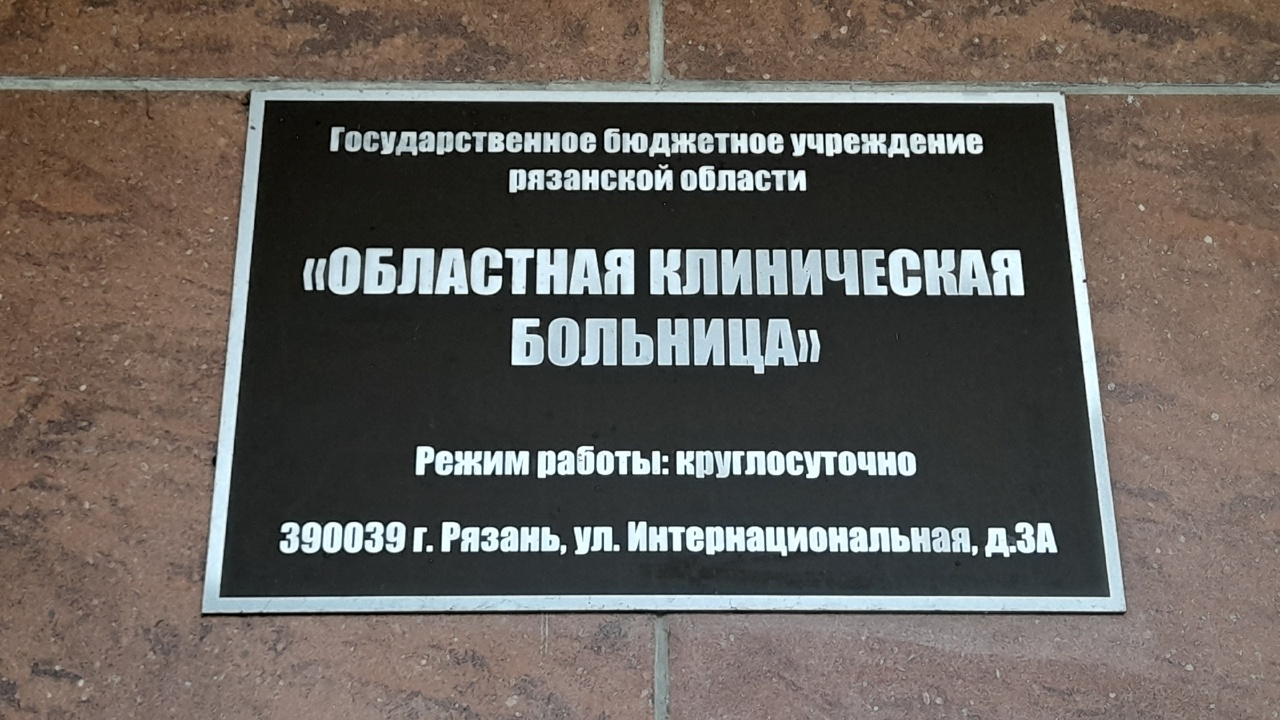 Государственное бюджетное учреждение
рязанской области
«ОБЛАСТНАЯ КЛИНИЧЕСКАЯ
БОЛЬНИЦА»
Режим работы: круглосуточно
390039 г. Рязань, ул. Интернациональная, д.3А